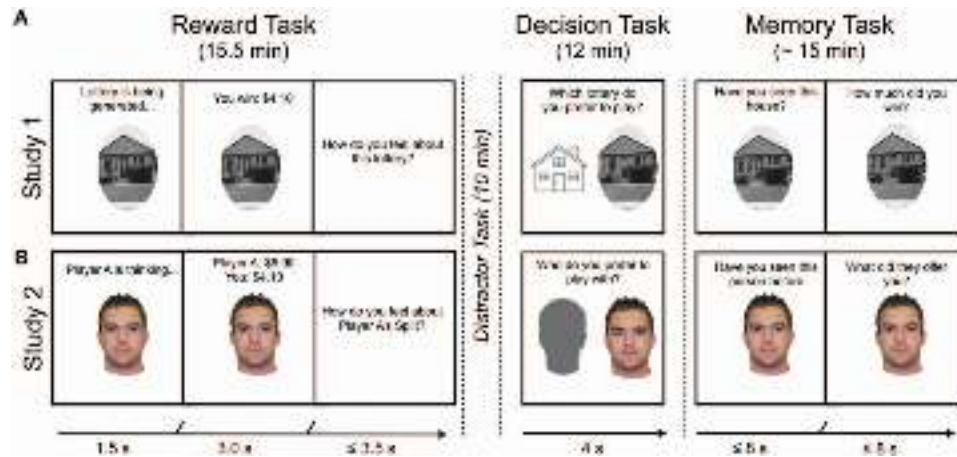 A
Reward Task
(15.5 min)
Decision Task
(12 min)
Memory Task
(~ 15 min)
Study 1
Lottery is being
generated...
You win: $4.10
How do you feel about
this lottery?
Distractor Task (10 min)
Which lottery do
you prefer to play?
Have you seen this
house?
How much did you
B
Study 2
Player A is thinking...
Player A:
You: $4.10
How do you feel about
Player A's Split?
Who do you prefer to
play with?
Have you seen this
person before
What did they offer
you?
1.5 s
3.0 s
≤ 3.5 s
4 s
≤ 6 s
≤ 6 s